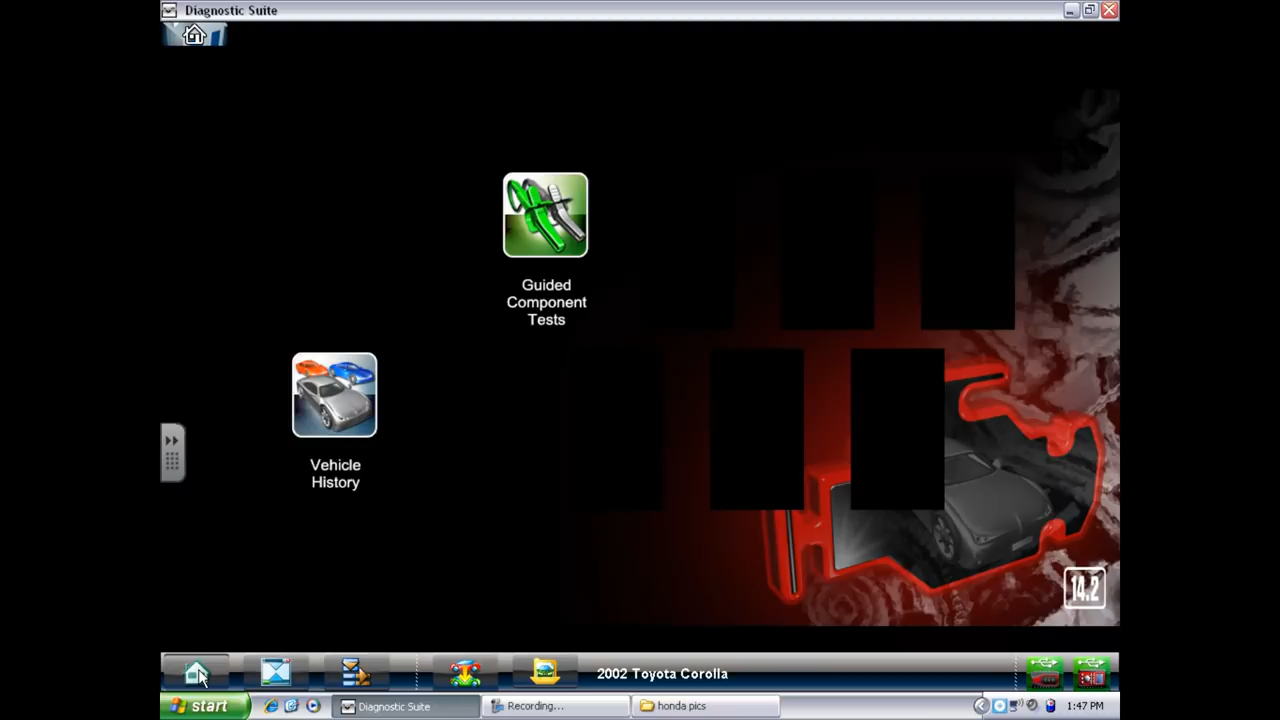 Diagnostic Suite
Guided
Component
Tests
Vehicle
History
14.2
2002 Toyota Corolla
start
Diagnostic Suite
Recording...
honda pics
1:47 PM